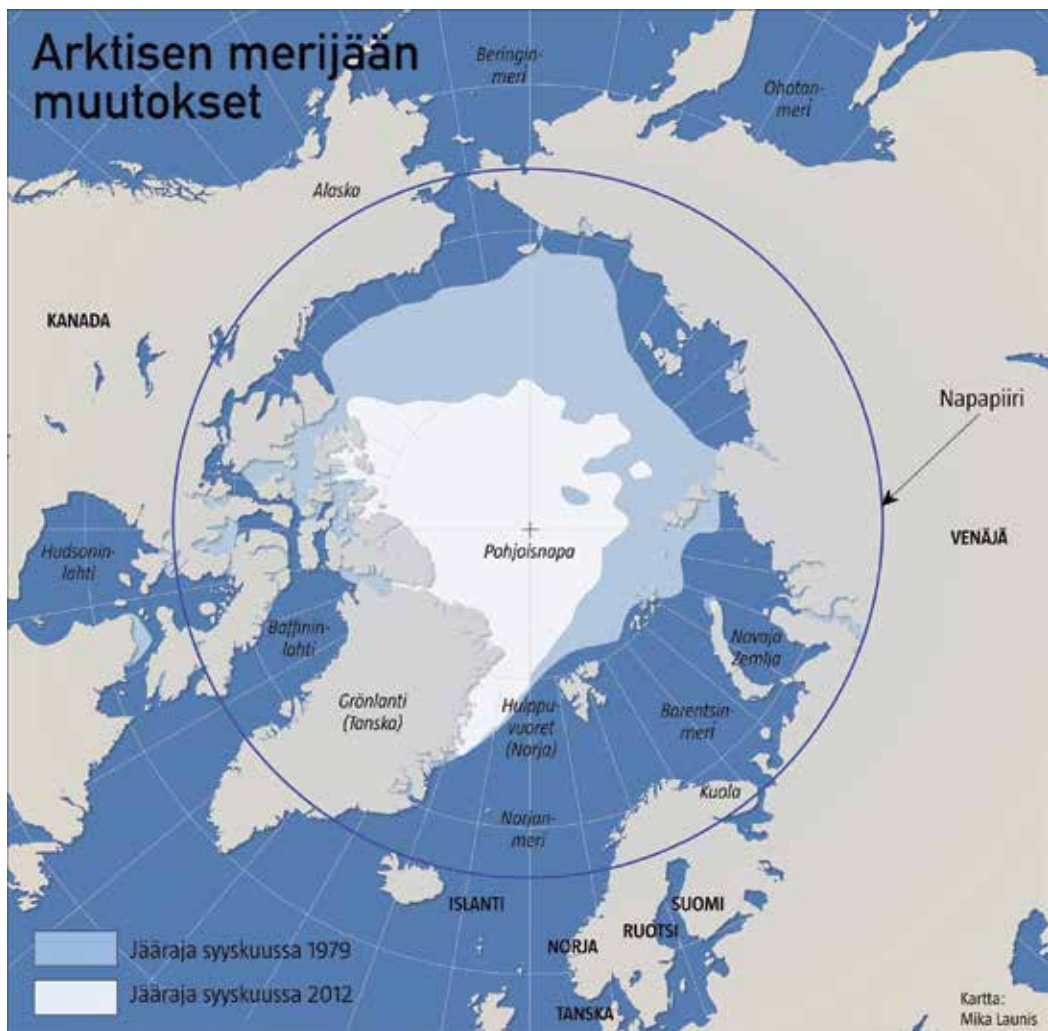 Arktisen merijään
muutokset
Beringin-
meri
Ohotan-
meri
Alaska
KANADA
Napapiiri
VENÄJÄ
Hudsonin-
lahti
Pohjoisnapa
Baffinin-
lahti
Novaja
Zemlja
Grönlanti
(Tanska)
Huippu-
vuoret
(Norja)
Barentsin-
meri
Kuola
Norjan-
meri
ISLANTI
SUOMI
RUOTSI
NORJA
TANSKA
Jääraja syyskuussa 1979
Jääraja syyskuussa 2012
Kartta:
Mika Launis